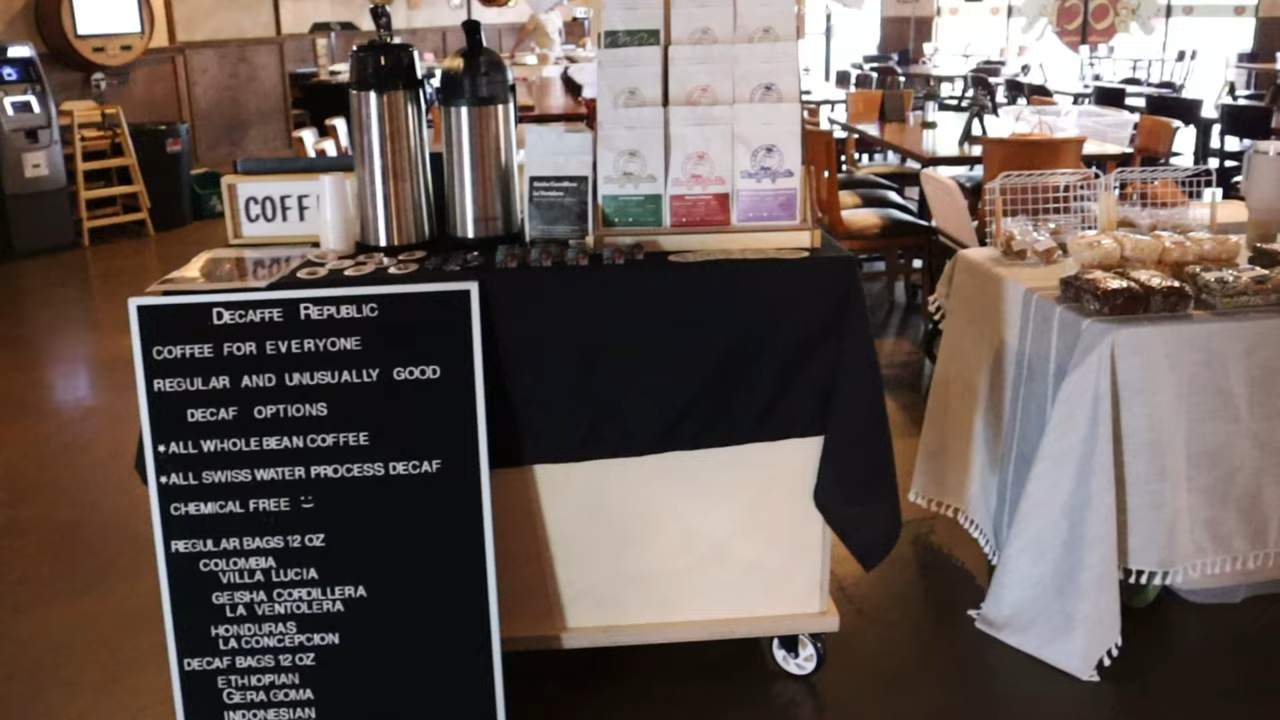 COFF
DECAFFE REPUBLIC
COFFEE FOR EVERYONE
REGULAR AND UNUSUALLY GOOD
DECAF OPTIONS
*ALL WHOLE BEAN COFFEE
*ALL SWISS WATER PROCESS DECAF
CHEMICAL FREE
REGULAR BAGS 12 OZ
COLOMBIA
VILLA LUCIA
GEISHA CORDILLERA
LA VENTOLERA
HONDURAS
LA CONCEPCION
DECAF BAGS 12 OZ
ETHIOPIAN
GERA GOMA
INDONESIAN